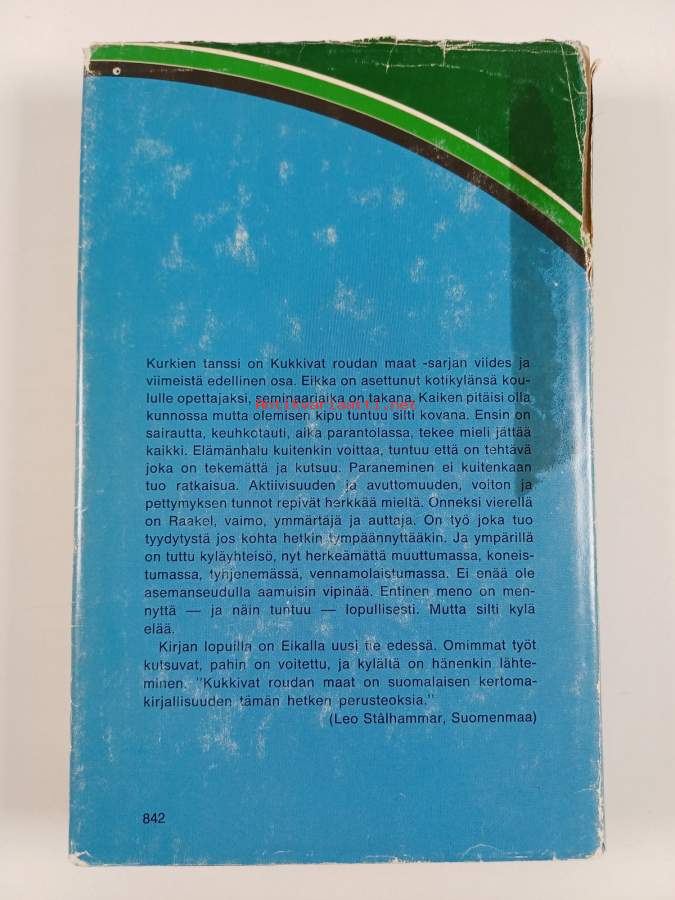 Kurkien tanssi on Kukkivat roudan maat -sarjan viides ja
viimeistä edellinen osa. Eikka on asettunut kotikylänsä kou-
lulle opettajaksi, seminaariaika on takana. Kaiken pitäisi olla
kunnossa mutta olemisen kipu tuntuu silti kovana. Ensin on
sairautta, keuhkotauti, aika parantolassa, tekee mieli jättää
kaikki. Elämänhalu kuitenkin voittaa, tuntuu että on tehtävä
joka on tekemättä ja kutsuu. Paraneminen ei kuitenkaan
tuo ratkaisua. Aktiivisuuden ja avuttomuuden, voiton ja
pettymyksen tunnot repivät herkkää mieltä. Onneksi vierellä
on Raakel, vaimo, ymmärtäjä ja auttaja. On työ joka tuo
tyydytystä jos kohta hetkin tympäännyttääkin. Ja ympärillä
on tuttu kyläyhteisö, nyt herkeämättä muuttumassa, koneis-
tumassa, tyhjenemässä, vennamolaistumassa. Ei enää ole
asemanseudulla aamuisin vipinää. Entinen meno on men-
nyttä — ja näin tuntuu — lopullisesti. Mutta silti kylä
elää.
Kirjan lopuilla on Eikalla uusi tie edessä. Omimmat työt
kutsuvat, pahin on voitettu, ja kylältä on hänenkin lähte-
minen. "Kukkivat roudan maat on suomalaisen kertoma-
kirjallisuuden tämän hetken perusteoksia."
(Leo Stålhammar, Suomenmaa)
842
Antikvariaatti.net